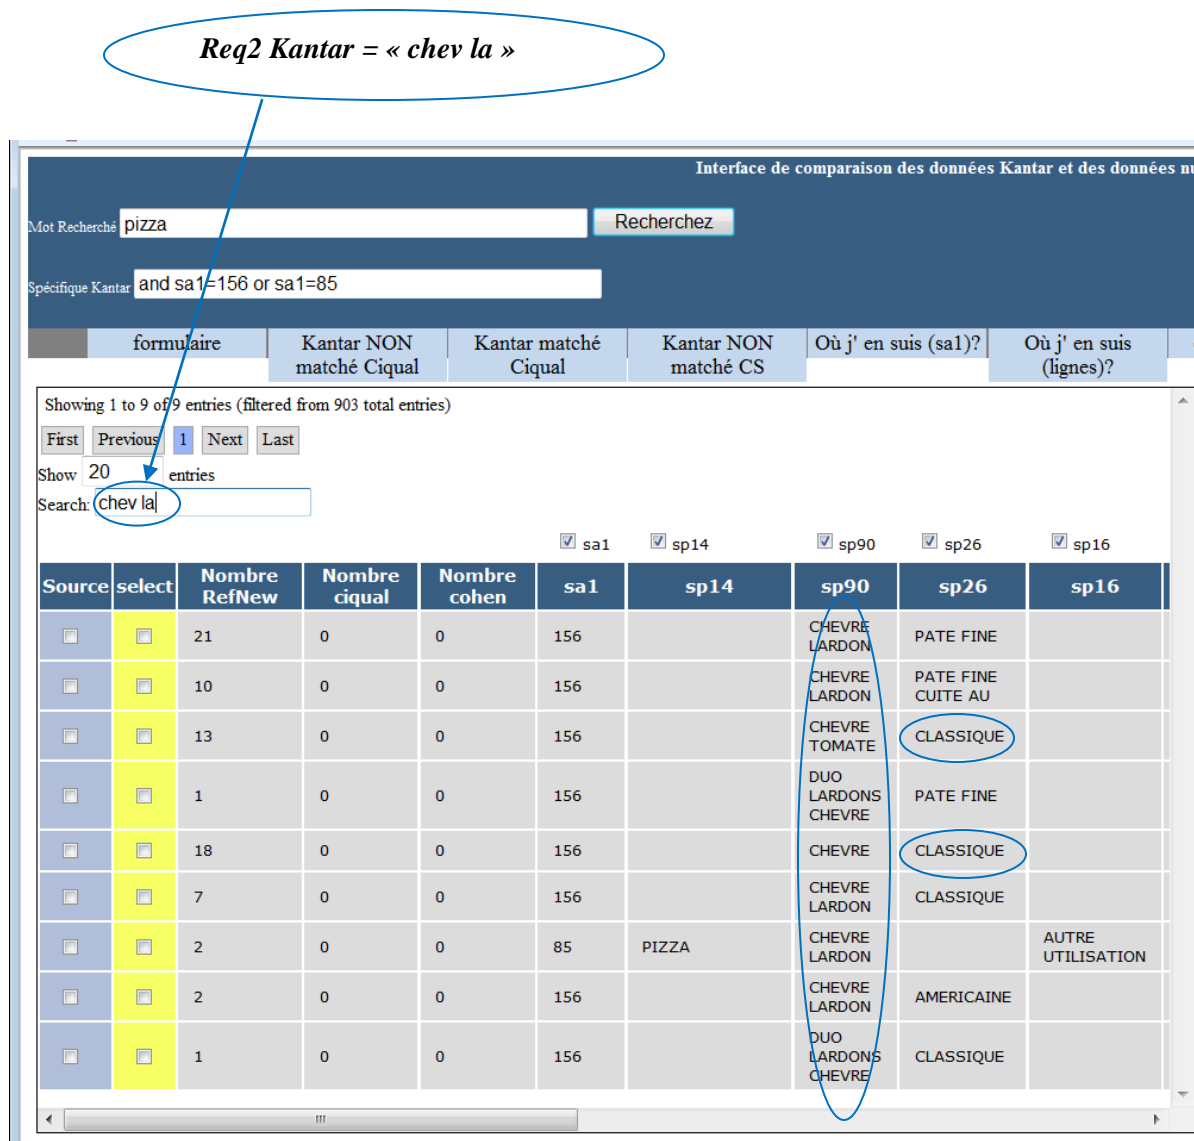 Req2 Kantar = « chev la »
Interface de comparaison des données Kantar et des données nu
Mot Recherché pizza Recherchez
Spécifique Kantar and sa1=156 or sa1=85
formulaire Kantar NON matché Ciqual Kantar matché Ciqual Kantar NON matché CS Où j' en suis (sa1)? Où j' en suis (lignes)?
Showing 1 to 9 of 9 entries (filtered from 903 total entries)
First Previous 1 Next Last
Show 20 entries
Search: chev la
sa1 sp14 sp90 sp26 sp16
Source select Nombre RefNew Nombre ciqual Nombre cohen sa1 sp14 sp90 sp26 sp16
21 0 0 156 CHEVRE LARDON PATE FINE
10 0 0 156 CHEVRE LARDON PATE FINE CUITE AU
13 0 0 156 CHEVRE TOMATE CLASSIQUE
1 0 0 156 DUO LARDONS CHEVRE PATE FINE
18 0 0 156 CHEVRE CLASSIQUE
7 0 0 156 CHEVRE LARDON CLASSIQUE
2 0 0 85 PIZZA CHEVRE LARDON AUTRE UTILISATION
2 0 0 156 CHEVRE LARDON AMERICAINE
1 0 0 156 DUO LARDONS CHEVRE CLASSIQUE